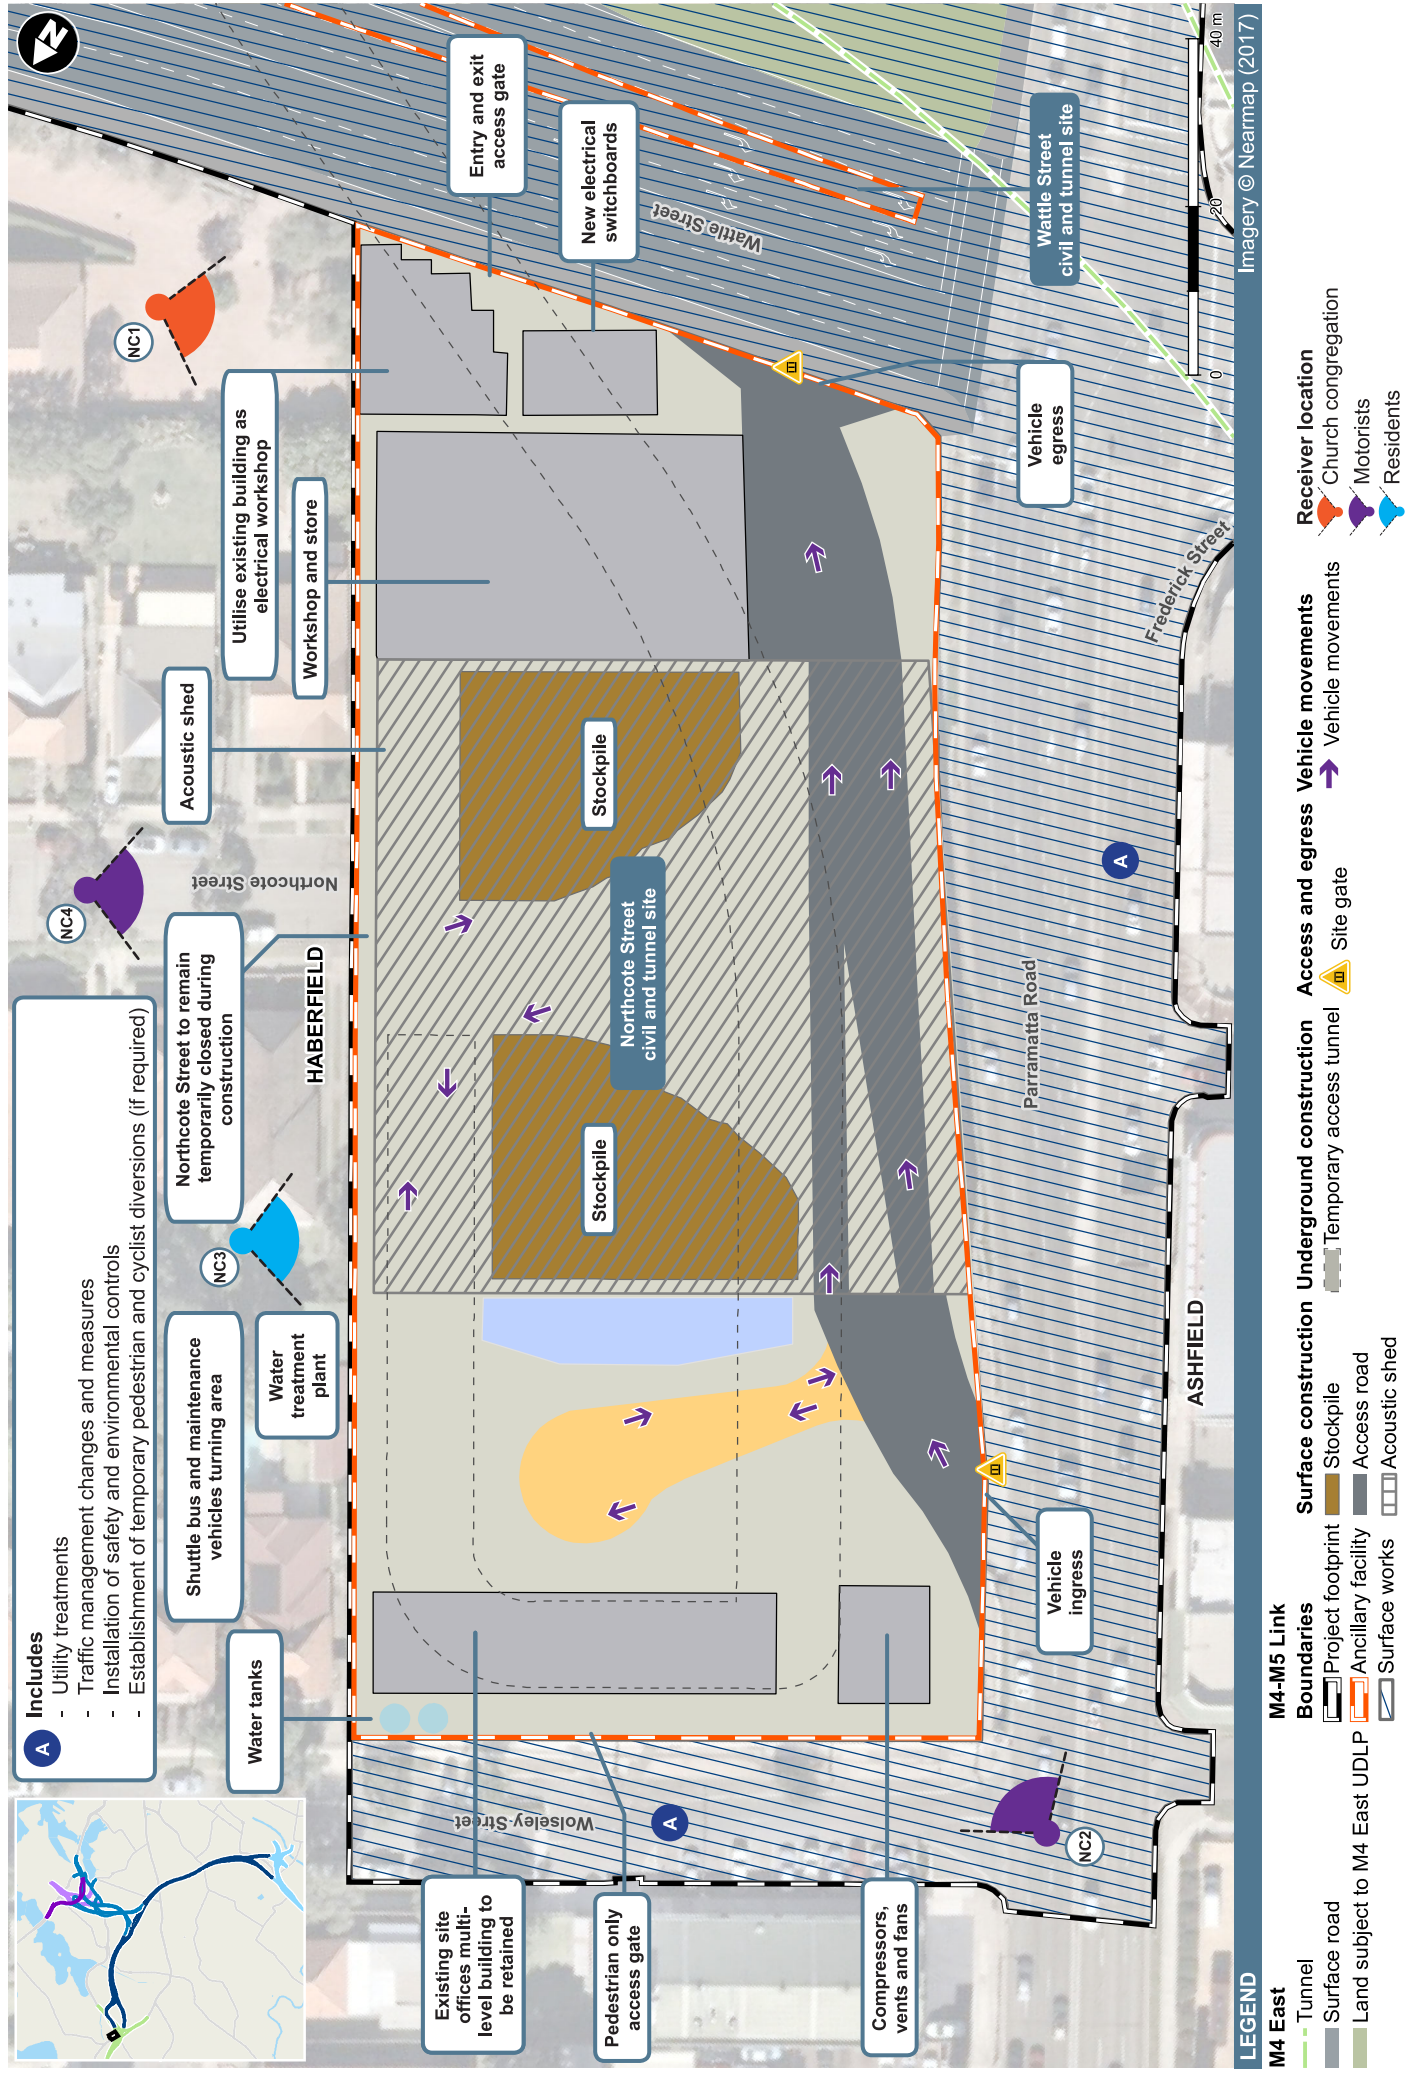 A Includes
- Utility treatments
- Traffic management changes and measures
- Installation of safety and environmental controls
- Establishment of temporary pedestrian and cyclist diversions (if required)
N
Water tanks
Shuttle bus and maintenance
vehicles turning area
Water
treatment
plant
NC3
Northcote Street to remain
temporarily closed during
construction
NC4
Acoustic shed
Utilise existing building as
electrical workshop
Workshop and store
NC1
HABERFIELD
Northcote Street
Entry and exit
access gate
New electrical
switchboards
Wattle Street
Wattle Street
civil and tunnel site
Stockpile
Stockpile
Northcote Street
civil and tunnel site
Existing site
offices multi-
level building to
be retained
Wolseley Street
A
Pedestrian only
access gate
Compressors,
vents and fans
NC2
Vehicle
ingress
Parramatta Road
A
Vehicle
egress
Frederick Street
ASHFIELD
0
20
40 m
LEGEND
Imagery © Nearmap (2017)
M4 East
Tunnel
Surface road
Land subject to M4 East UDLP
M4-M5 Link
Boundaries
Project footprint
Ancillary facility
Surface works
Surface construction
Stockpile
Access road
Acoustic shed
Underground construction
Temporary access tunnel
Access and egress
Site gate
Vehicle movements
Vehicle movements
Receiver location
Church congregation
Motorists
Residents